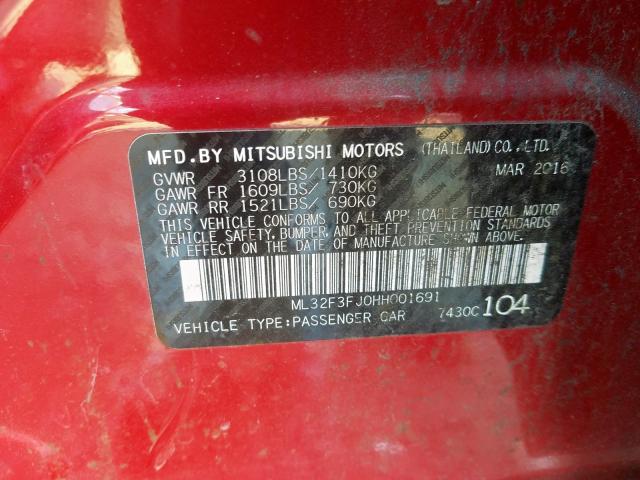 MFD.BY MITSUBISHI MOTORS (THAILAND)CO.,LTD.
GVWR 3108LBS/1410KG MAR 2016
GAWR FR 1609LBS/ 730KG
GAWR RR 1521LBS/ 690KG
THIS VEHICLE CONFORMS TO ALL APPLICABLE FEDERAL MOTOR
VEHICLE SAFETY, BUMPER, AND THEFT PREVENTION STANDARDS
IN EFFECT ON THE DATE OF MANUFACTURE SHOWN ABOVE.
ML32F3FJ0HH001691
VEHICLE TYPE:PASSENGER CAR 7430C 104